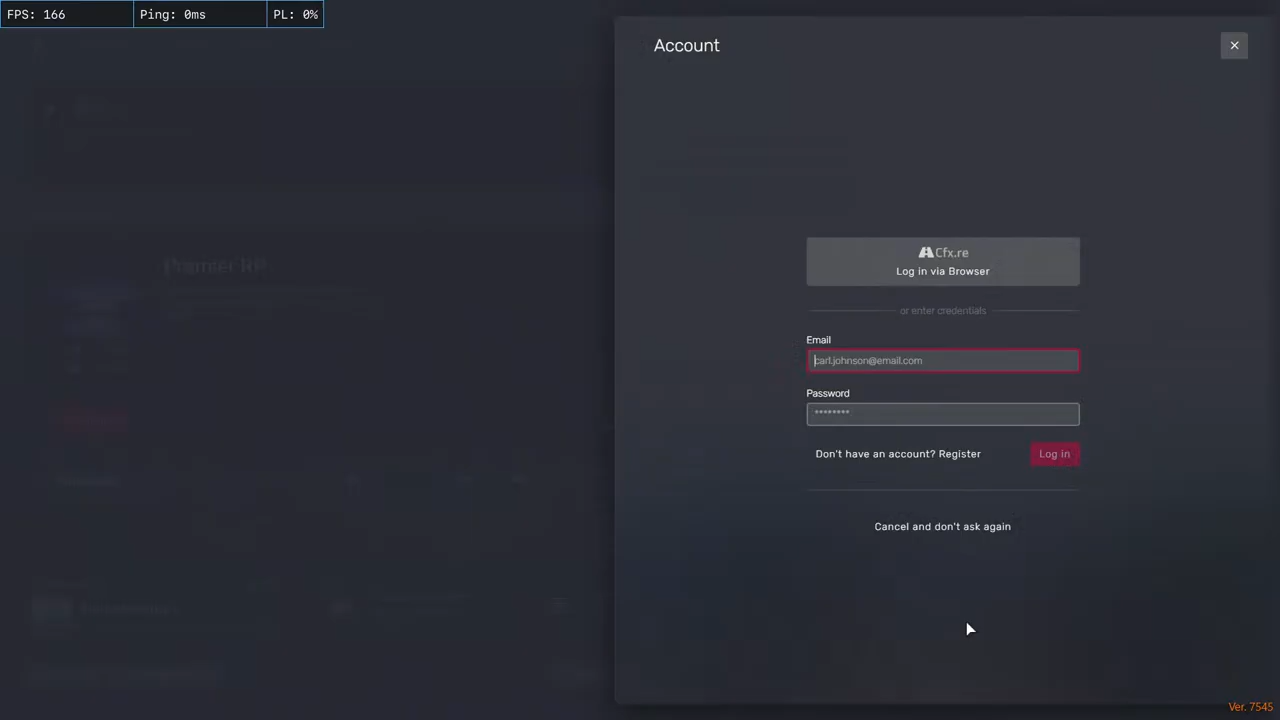 FPS: 166
Ping: 0ms
PL: 0%
Account
Cfx.re
Log in via Browser
or enter credentials
Email
carl.johnson@email.com
Password
********
Don't have an account? Register
Log in
Cancel and don't ask again
Ver. 7545